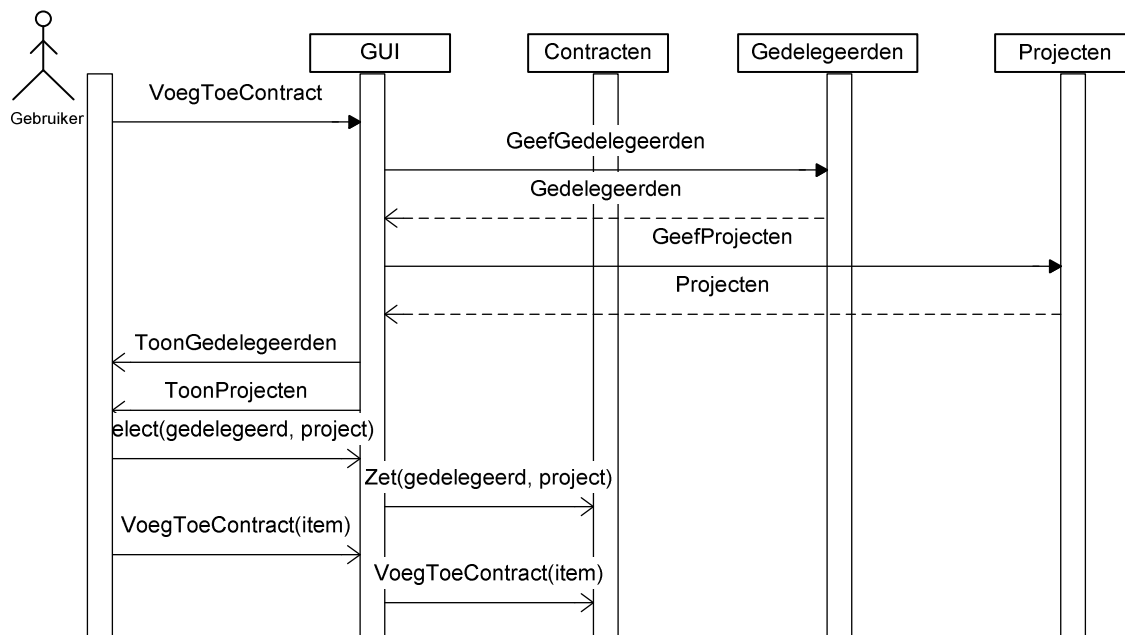 GUI
Contracten
Gedelegeerden
Projecten
Gebruiker
VoegToeContract
GeefGedelegeerden
Gedelegeerden
GeefProjecten
Projecten
ToonGedelegeerden
ToonProjecten
elect(gedelegeerd, project)
Zet(gedelegeerd, project)
VoegToeContract(item)
VoegToeContract(item)